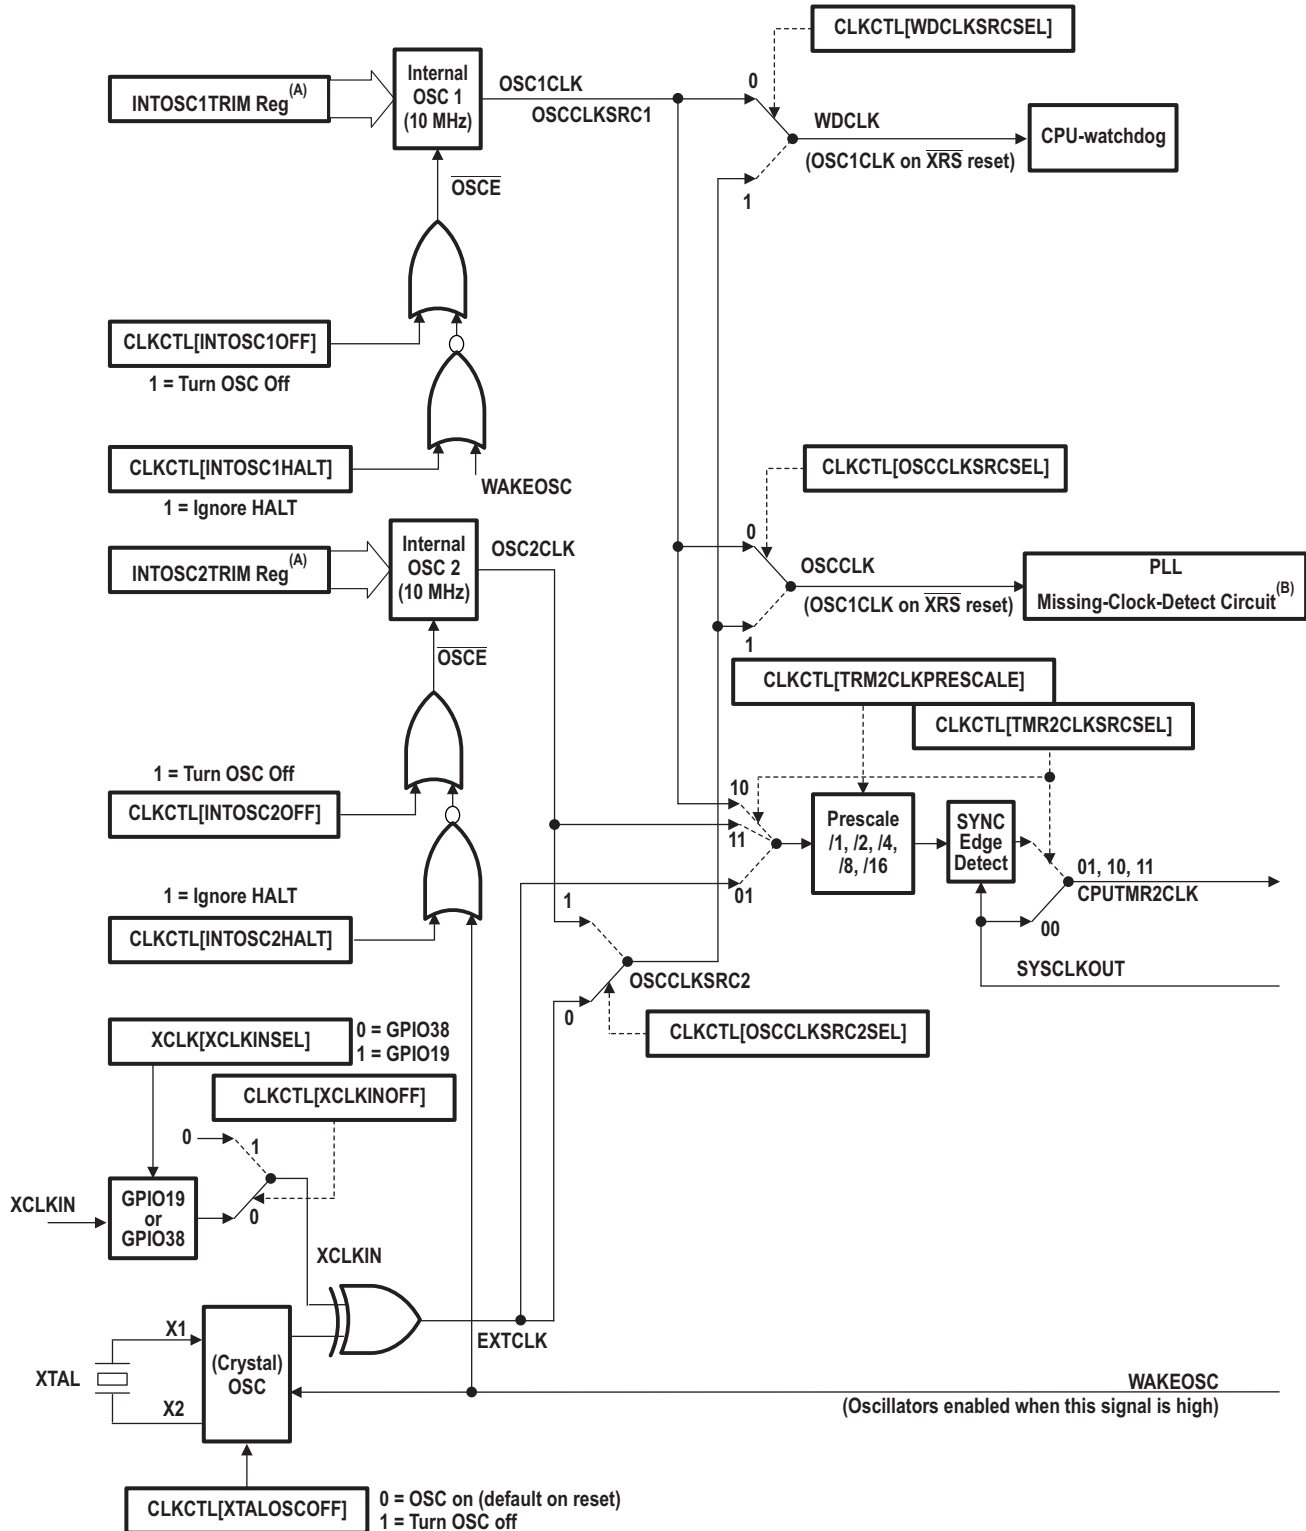 CLKCTL[WDCLKSRCSEL]
INTOSC1TRIM Reg(A)
Internal
OSC 1
(10 MHz)
OSC1CLK
OSCCLKSRC1
0
WDCLK
(OSC1CLK on XRS reset)
CPU-watchdog
1
OSCE
CLKCTL[INTOSC1OFF]
1 = Turn OSC Off
CLKCTL[INTOSC1HALT]
1 = Ignore HALT
WAKEOSC
CLKCTL[OSCCLKSRCSEL]
INTOSC2TRIM Reg(A)
Internal
OSC 2
(10 MHz)
OSC2CLK
0
OSCCLK
(OSC1CLK on XRS reset)
PLL
Missing-Clock-Detect Circuit(B)
1
OSCE
CLKCTL[TRM2CLKPRESCALE]
CLKCTL[TMR2CLKSRCSEL]
1 = Turn OSC Off
CLKCTL[INTOSC2OFF]
10
11
01
Prescale
/1, /2, /4,
/8, /16
SYNC
Edge
Detect
01, 10, 11
CPUTMR2CLK
00
SYSCLKOUT
1 = Ignore HALT
CLKCTL[INTOSC2HALT]
1
OSCCLKSRC2
0
CLKCTL[OSCCLKSRC2SEL]
XCLK[XCLKINSEL]
0 = GPIO38
1 = GPIO19
CLKCTL[XCLKINOFF]
0
1
XCLKIN
GPIO19
or
GPIO38
0
XCLKIN
EXTCLK
X1
XTAL
X2
(Crystal)
OSC
WAKEOSC
(Oscillators enabled when this signal is high)
CLKCTL[XTALOSCOFF]
0 = OSC on (default on reset)
1 = Turn OSC off